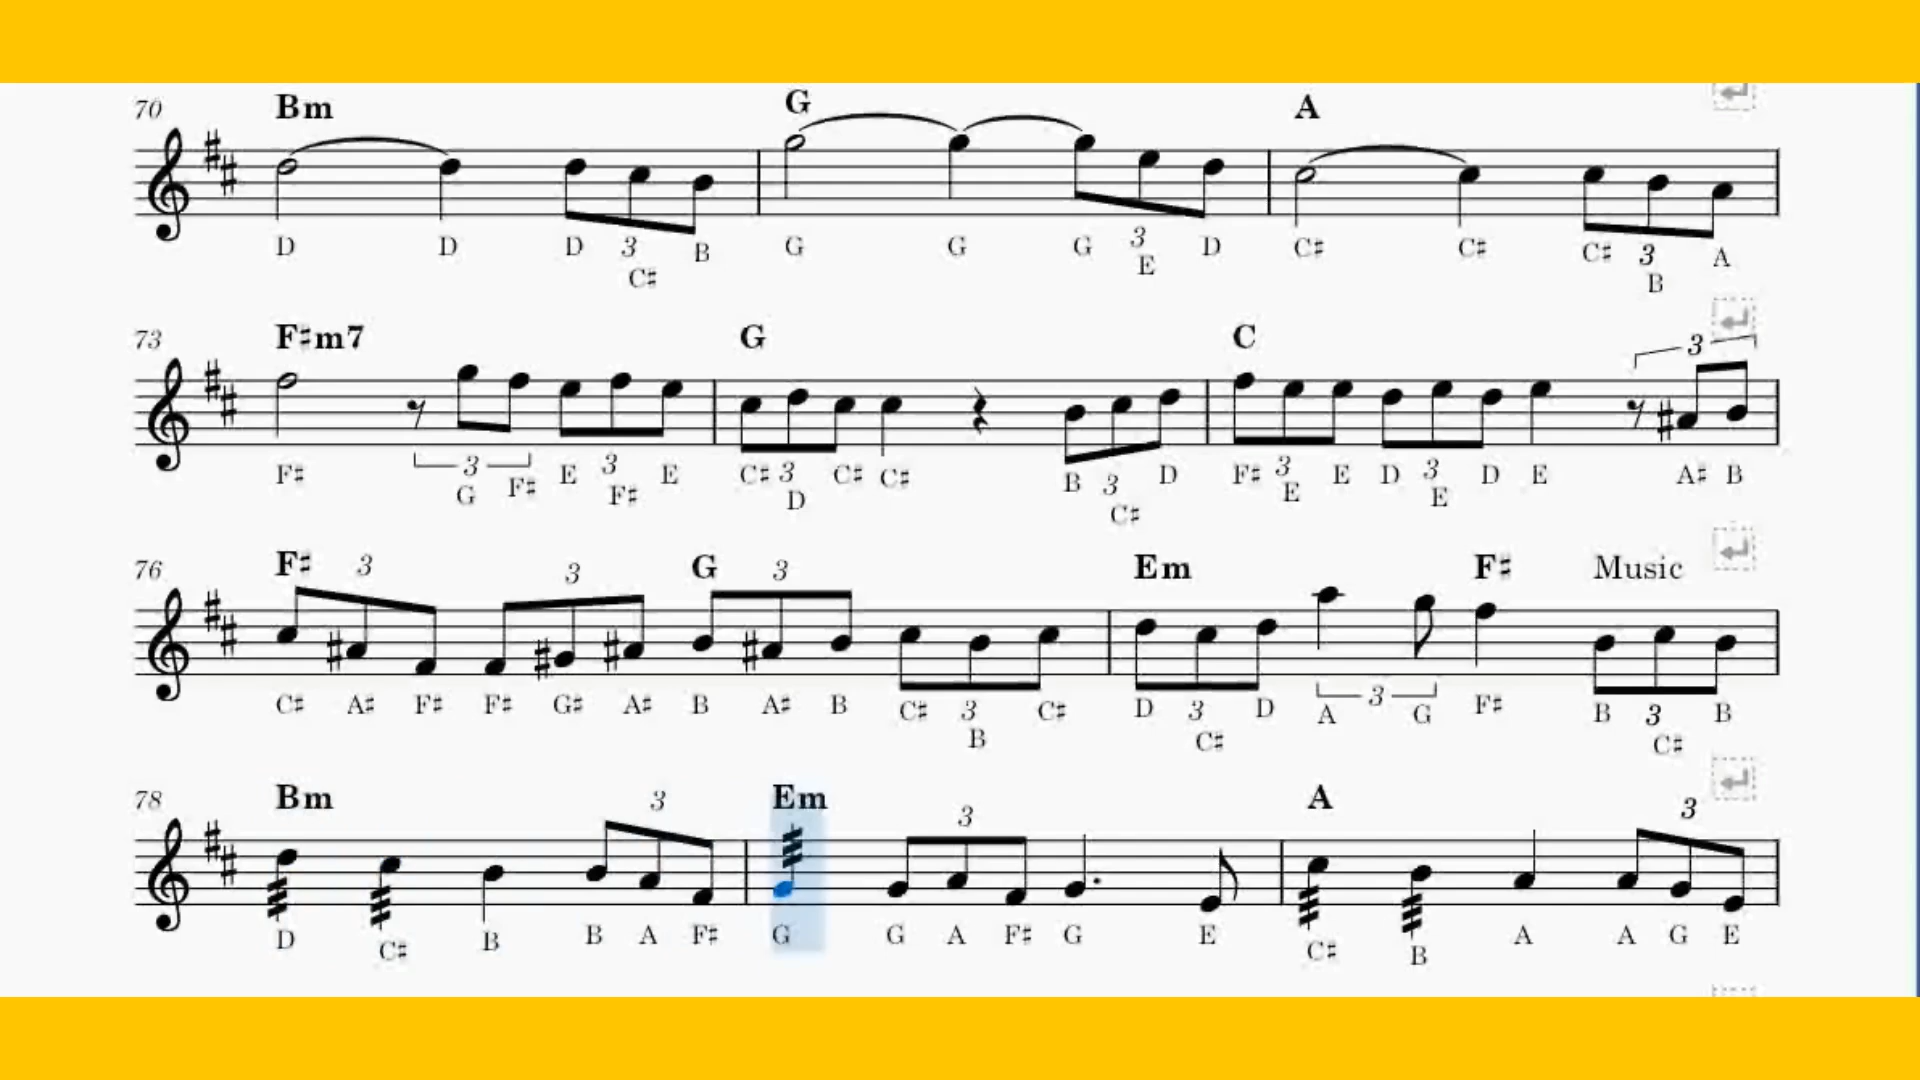 70 Bm G A
3 3 3
D D D C♯ B G G G E D C♯ C♯ C♯ B A
73 F♯m7 G C
3
3 3 3 3 3 3
F♯ G F♯ E F♯ E C♯ D C♯ C♯ B C♯ D F♯ E E D E D E A♯ B
76 F♯ 3 3 G 3 Em F♯ Music
3 3 3 3
C♯ A♯ F♯ F♯ G♯ A♯ B A♯ B C♯ B C♯ D C♯ D A G F♯ B C♯ B
78 Bm 3 Em 3 A 3
D C♯ B B A F♯ G G A F♯ G E C♯ B A A G E